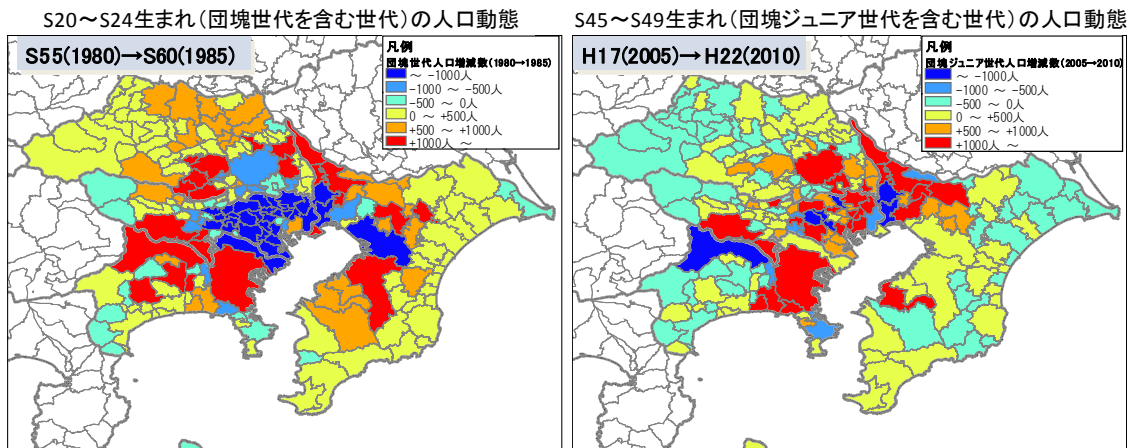 S20～S24生まれ(団塊世代を含む世代)の人口動態
S55(1980)→S60(1985)
凡例
団塊世代人口増減数(1980→1985)
～ -1000人
-1000 ～ -500人
-500 ～ 0人
0 ～ +500人
+500 ～ +1000人
+1000人 ～
S45～S49生まれ(団塊ジュニア世代を含む世代)の人口動態
H17(2005)→H22(2010)
凡例
団塊ジュニア世代人口増減数(2005→2010)
～ -1000人
-1000 ～ -500人
-500 ～ 0人
0 ～ +500人
+500 ～ +1000人
+1000人 ～